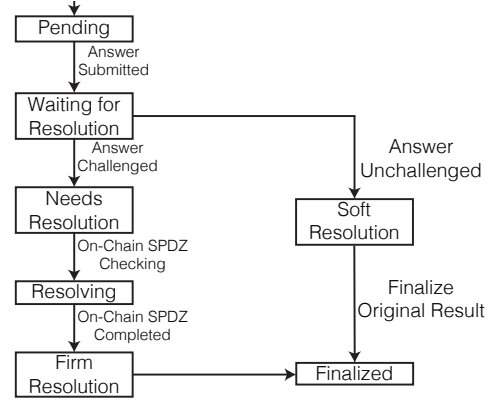 Pending
Answer
Submitted
Waiting for
Resolution
Answer
Challenged
Answer
Unchallenged
Needs
Resolution
Soft
Resolution
On-Chain SPDZ
Checking
Resolving
Finalize
Original Result
On-Chain SPDZ
Completed
Firm
Resolution
Finalized